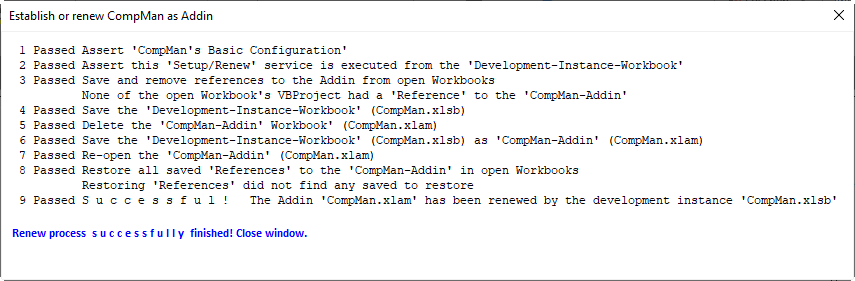 Establish or renew CompMan as Addin
1 Passed Assert 'CompMan's Basic Configuration'
2 Passed Assert this 'Setup/Renew' service is executed from the 'Development-Instance-Workbook'
3 Passed Save and remove references to the Addin from open Workbooks
None of the open Workbook's VBProject had a 'Reference' to the 'CompMan-Addin'
4 Passed Save the 'Development-Instance-Workbook' (CompMan.xlsb)
5 Passed Delete the 'CompMan-Addin' Workbook' (CompMan.xlam)
6 Passed Save the 'Development-Instance-Workbook' (CompMan.xlsb) as 'CompMan-Addin' (CompMan.xlam)
7 Passed Re-open the 'CompMan-Addin' (CompMan.xlam)
8 Passed Restore all saved 'References' to the 'CompMan-Addin' in open Workbooks
Restoring 'References' did not find any saved to restore
9 Passed S u c c e s s f u l !   The Addin 'CompMan.xlam' has been renewed by the development instance 'CompMan.xlsb'
Renew process  s u c c e s s f u l l y  finished! Close window.